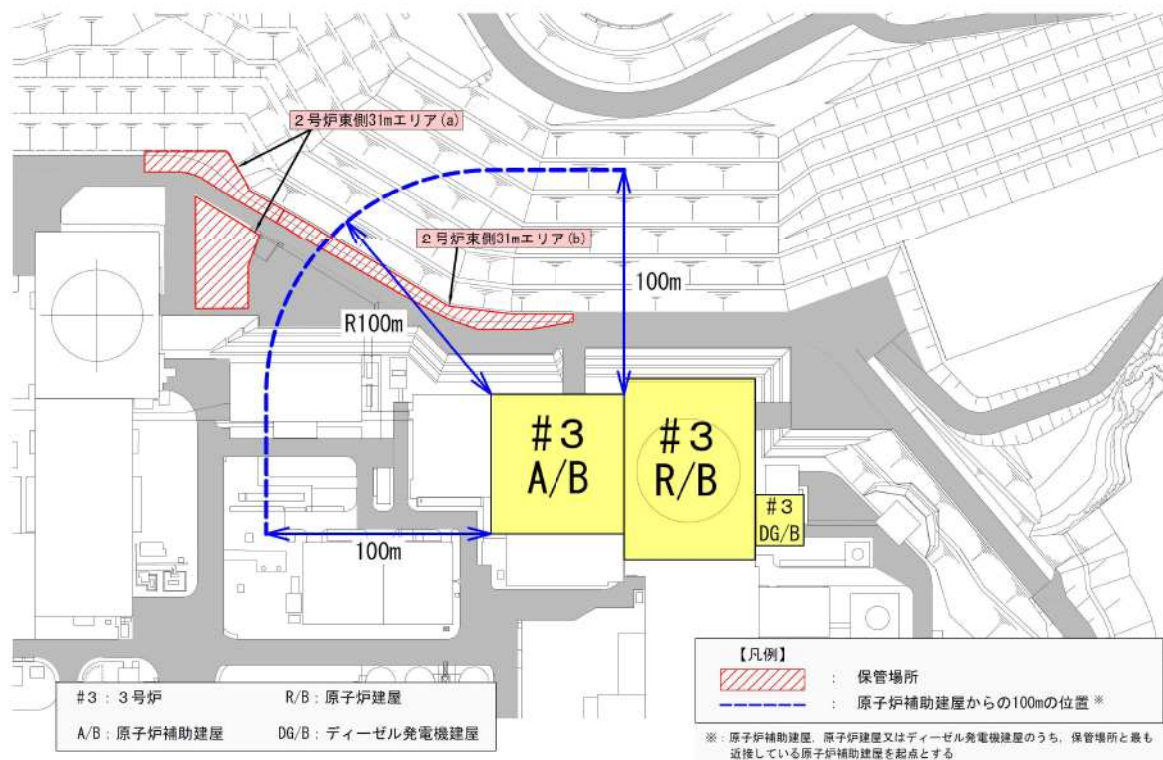 ２号炉東側31mエリア(a)
２号炉東側31mエリア(b)
100m
R100m
#3
A/B
#3
R/B
#3
DG/B
100m
#3：3号炉
R/B：原子炉建屋
A/B：原子炉補助建屋
DG/B：ディーゼル発電機建屋
【凡例】
： 保管場所
： 原子炉補助建屋からの100mの位置※
※：原子炉補助建屋，原子炉建屋又はディーゼル発電機建屋のうち，保管場所と最も
近接している原子炉補助建屋を起点とする